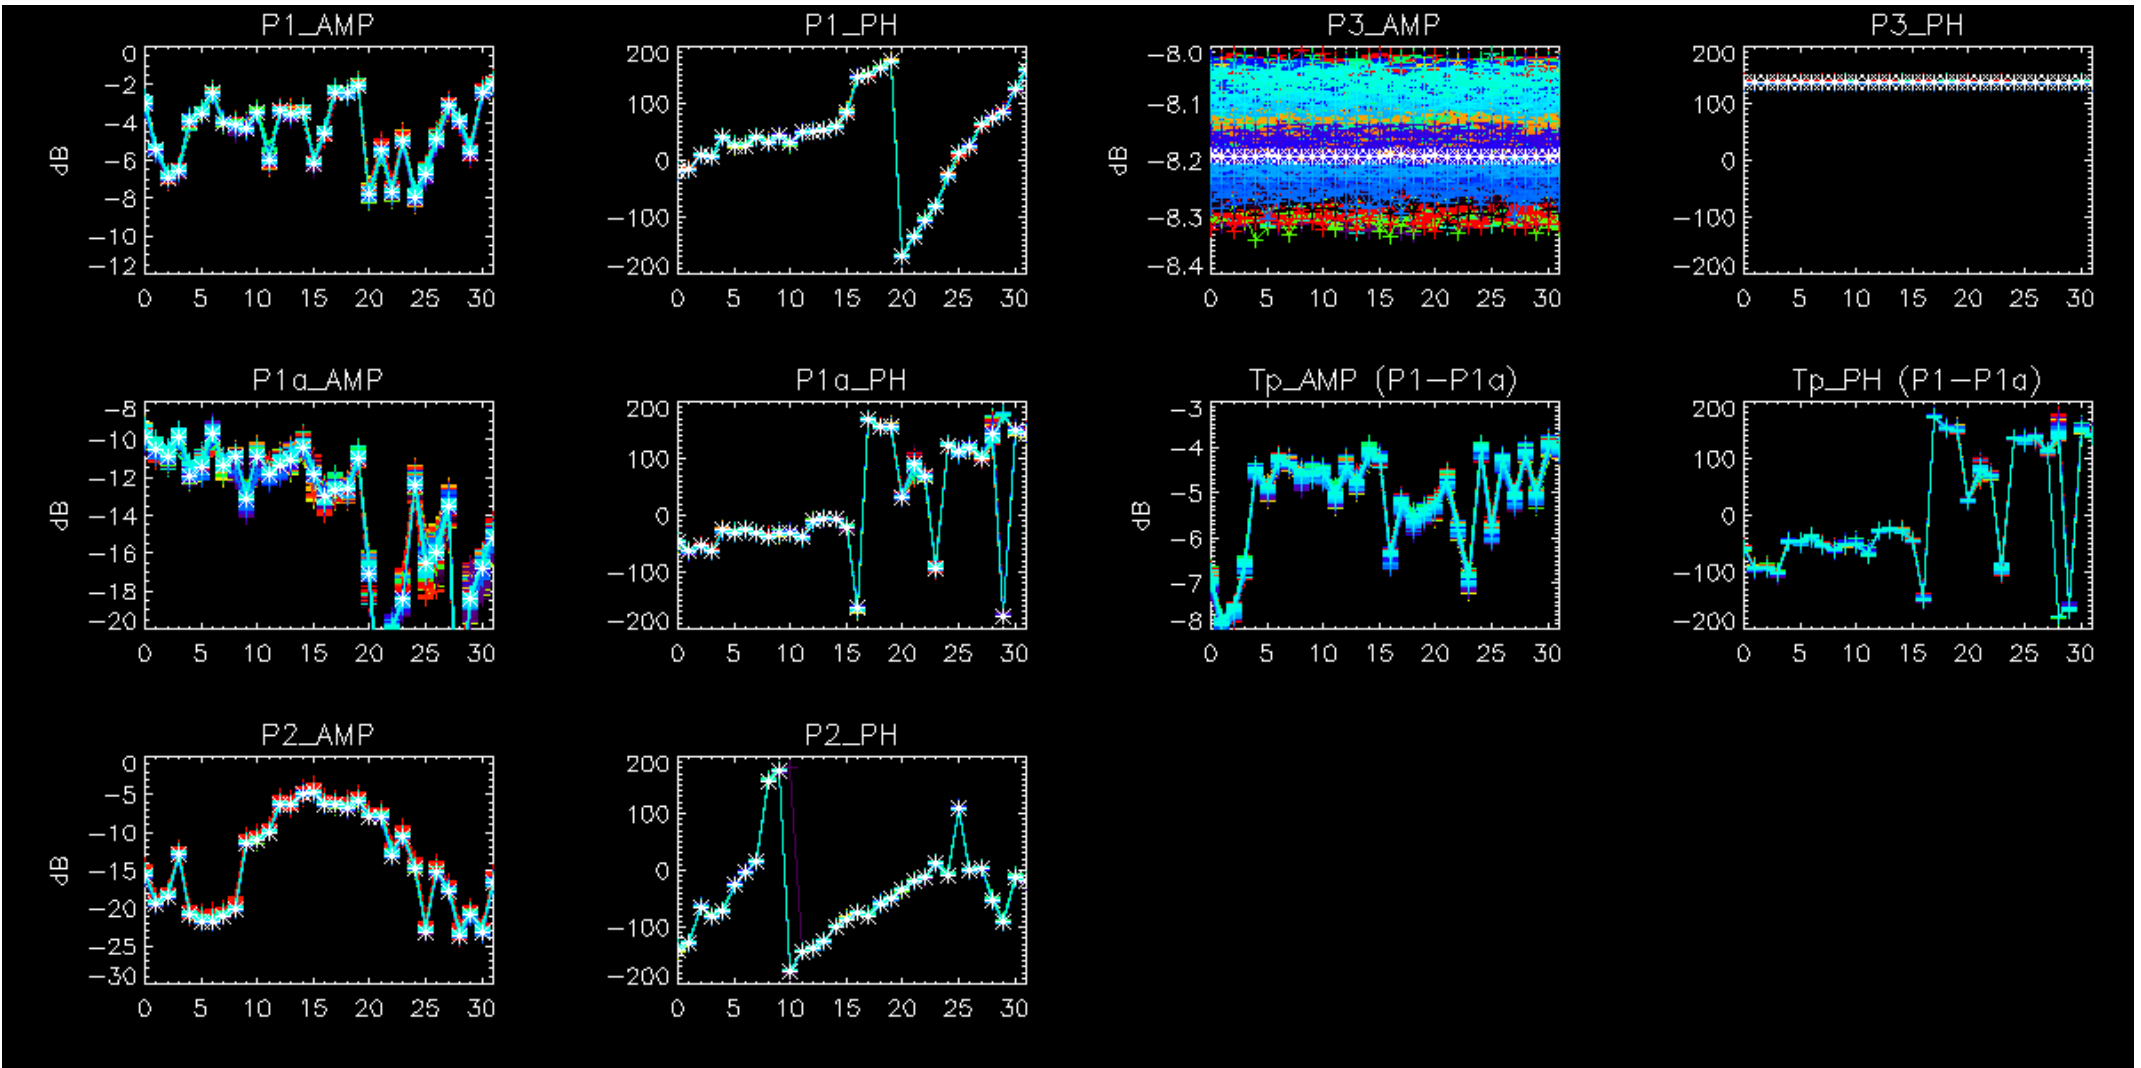 P1_AMP
0
−2
−4
−6
−8
−10
−12
dB
0 5 10 15 20 25 30
P1_PH
200
100
0
−100
−200
0 5 10 15 20 25 30
P3_AMP
−8.0
−8.1
−8.2
−8.3
−8.4
dB
0 5 10 15 20 25 30
P3_PH
200
100
0
−100
−200
0 5 10 15 20 25 30
P1a_AMP
−8
−10
−12
−14
−16
−18
−20
dB
0 5 10 15 20 25 30
P1a_PH
200
100
0
−100
−200
0 5 10 15 20 25 30
Tp_AMP (P1−P1a)
−3
−4
−5
−6
−7
−8
dB
0 5 10 15 20 25 30
Tp_PH (P1−P1a)
200
100
0
−100
−200
0 5 10 15 20 25 30
P2_AMP
0
−5
−10
−15
−20
−25
−30
dB
0 5 10 15 20 25 30
P2_PH
200
100
0
−100
−200
0 5 10 15 20 25 30